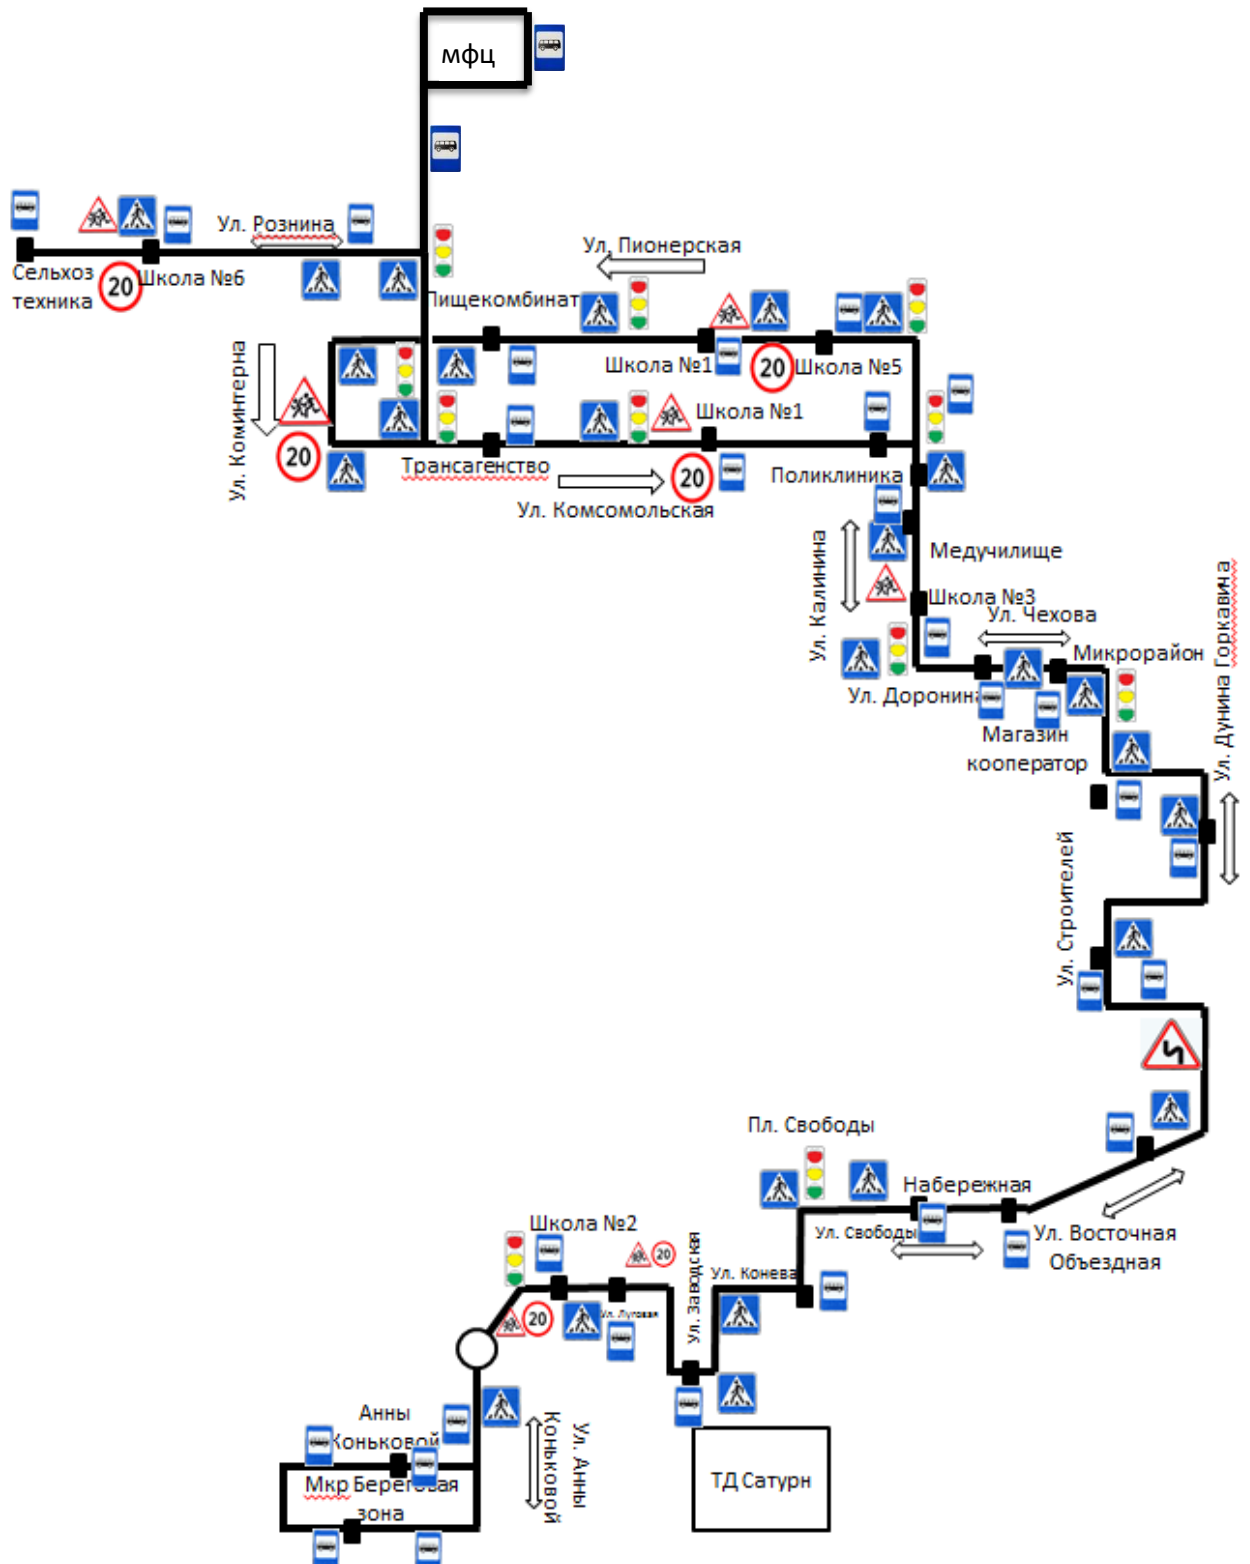 мфц
Ул. Рознина
Сельхоз
техника
20
Школа №6
Ул. Пионерская
Пищекомбинат
Школа №1
20
Школа №5
Ул. Коминтерна
20
Школа №1
Трансагенство
20
Поликлиника
Ул. Комсомольская
Ул. Калинина
Медучилище
Школа №3
Ул. Чехова
Микрорайон
Ул. Доронина
Магазин
кооператор
Ул. Дунина Горкавича
Ул. Строителей
Пл. Свободы
Набережная
Ул. Свободы
Ул. Восточная
Объездная
Школа №2
20
Ул. Заводская
Ул. Конева
Ул. Луговая
20
Анны
Коньковой
Ул. Анны
Коньковой
Мкр Береговая
зона
ТД Сатурн